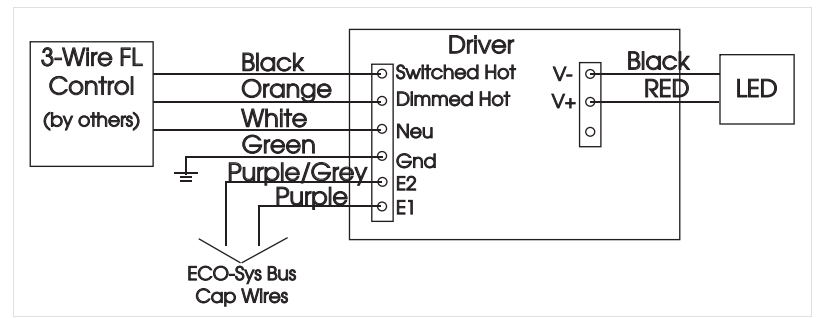 3-Wire FL
Control
(by others)
Black
Orange
White
Green
Purple/Grey
Purple
Driver
Switched Hot
Dimmed Hot
Neu
Gnd
E2
E1
V-
V+
Black
RED
LED
ECO-Sys Bus
Cap Wires